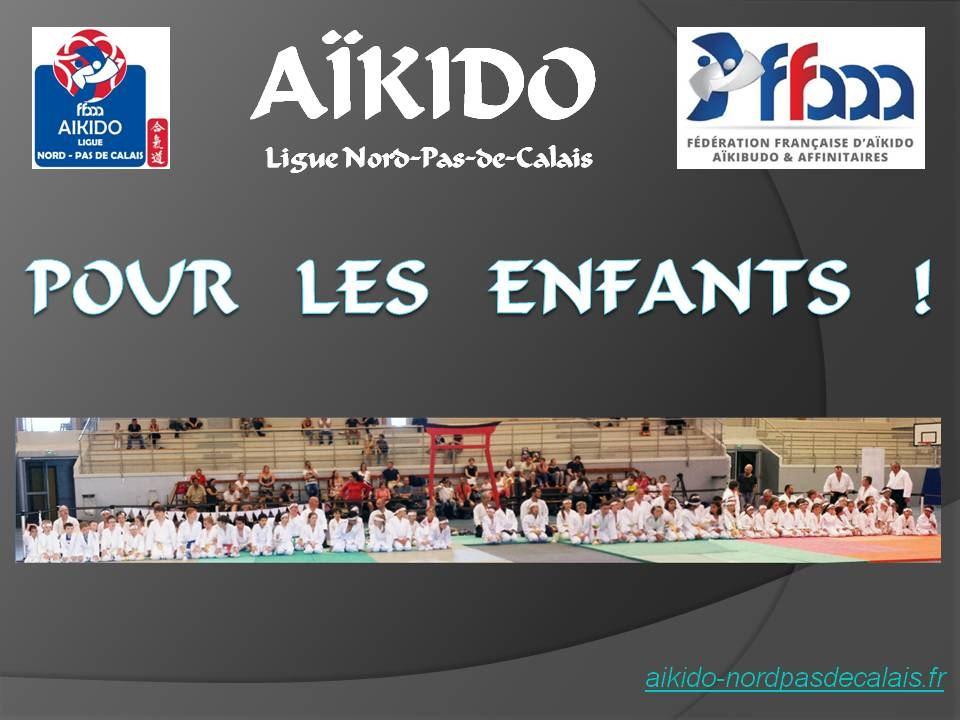 ffaaa
AIKIDO
LIGUE
NORD - PAS DE CALAIS
合氣道
AÏKIDO
Ligue Nord-Pas-de-Calais
ffaaa
FÉDÉRATION FRANÇAISE D'AÏKIDO
AÏKIBUDO & AFFINITAIRES
POUR LES ENFANTS !
aikido-nordpasdecalais.fr